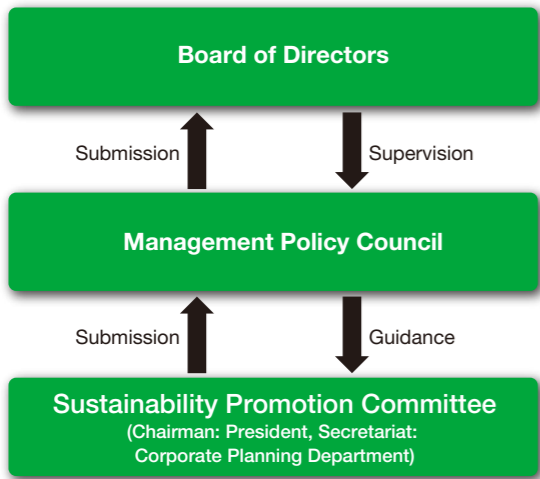 Board of Directors
Submission
Supervision
Management Policy Council
Submission
Guidance
Sustainability Promotion Committee
(Chairman: President, Secretariat:
Corporate Planning Department)